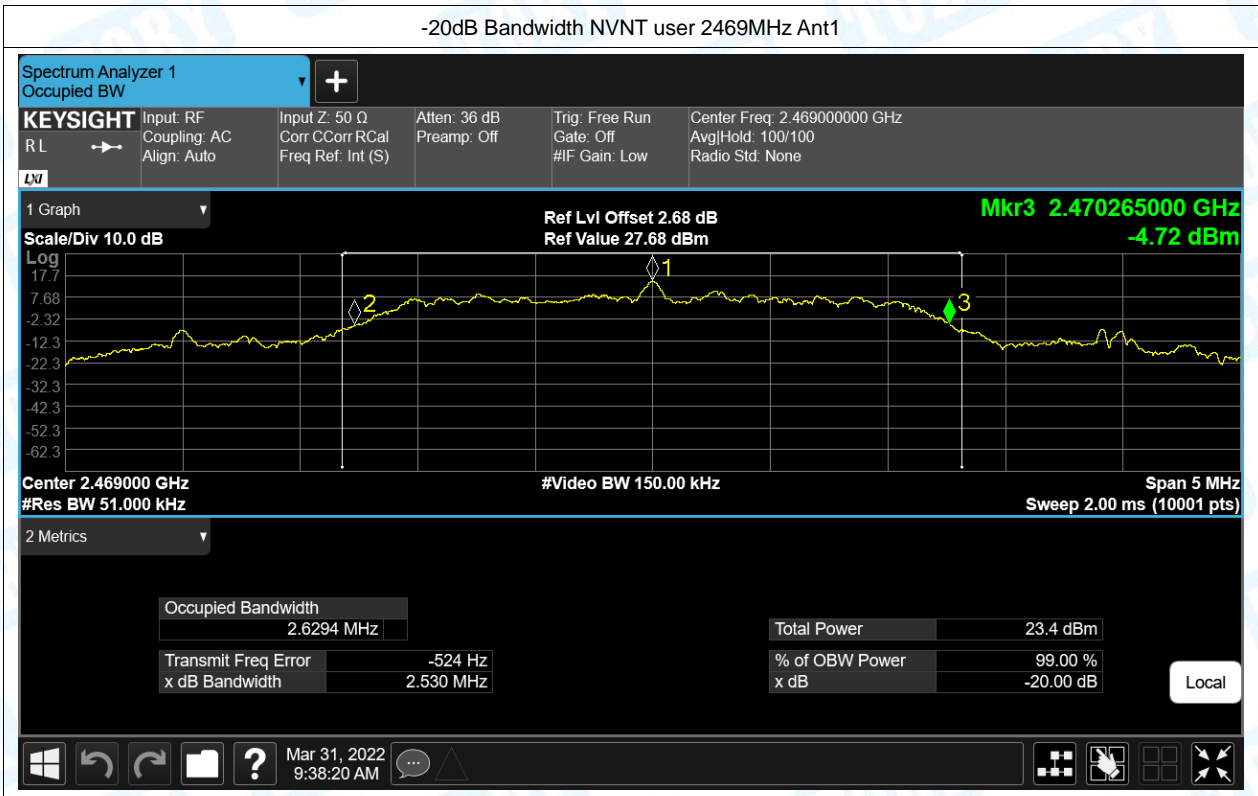 -20dB Bandwidth NVNT user 2469MHz Ant1
Spectrum Analyzer 1
Occupied BW
KEYSIGHT
R L
LXI
Input: RF
Coupling: AC
Align: Auto
Input Z: 50 Ω
Corr CCorr RCal
Freq Ref: Int (S)
Atten: 36 dB
Preamp: Off
Trig: Free Run
Gate: Off
#IF Gain: Low
Center Freq: 2.469000000 GHz
Avg|Hold: 100/100
Radio Std: None
1 Graph
Scale/Div 10.0 dB
Ref Lvl Offset 2.68 dB
Ref Value 27.68 dBm
Mkr3 2.470265000 GHz
-4.72 dBm
Log
17.7
7.68
-2.32
-12.3
-22.3
-32.3
-42.3
-52.3
-62.3
1
2
3
Center 2.469000 GHz
#Video BW 150.00 kHz
Span 5 MHz
#Res BW 51.000 kHz
Sweep 2.00 ms (10001 pts)
2 Metrics
Occupied Bandwidth
2.6294 MHz
Total Power 23.4 dBm
Transmit Freq Error -524 Hz
% of OBW Power 99.00 %
x dB Bandwidth 2.530 MHz
x dB -20.00 dB
Local
?
Mar 31, 2022
9:38:20 AM